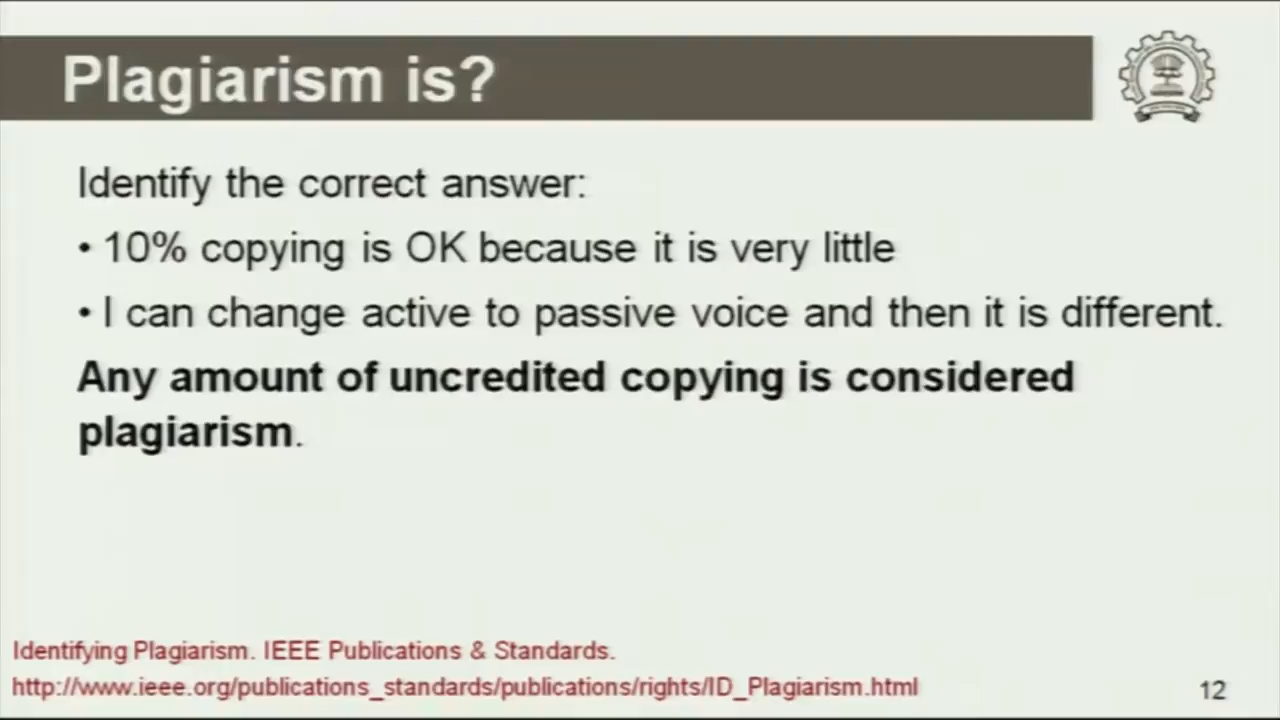 Plagiarism is?
Identify the correct answer:
• 10% copying is OK because it is very little
• I can change active to passive voice and then it is different.
Any amount of uncredited copying is considered
plagiarism.
Identifying Plagiarism. IEEE Publications & Standards.
http://www.ieee.org/publications_standards/publications/rights/ID_Plagiarism.html
12